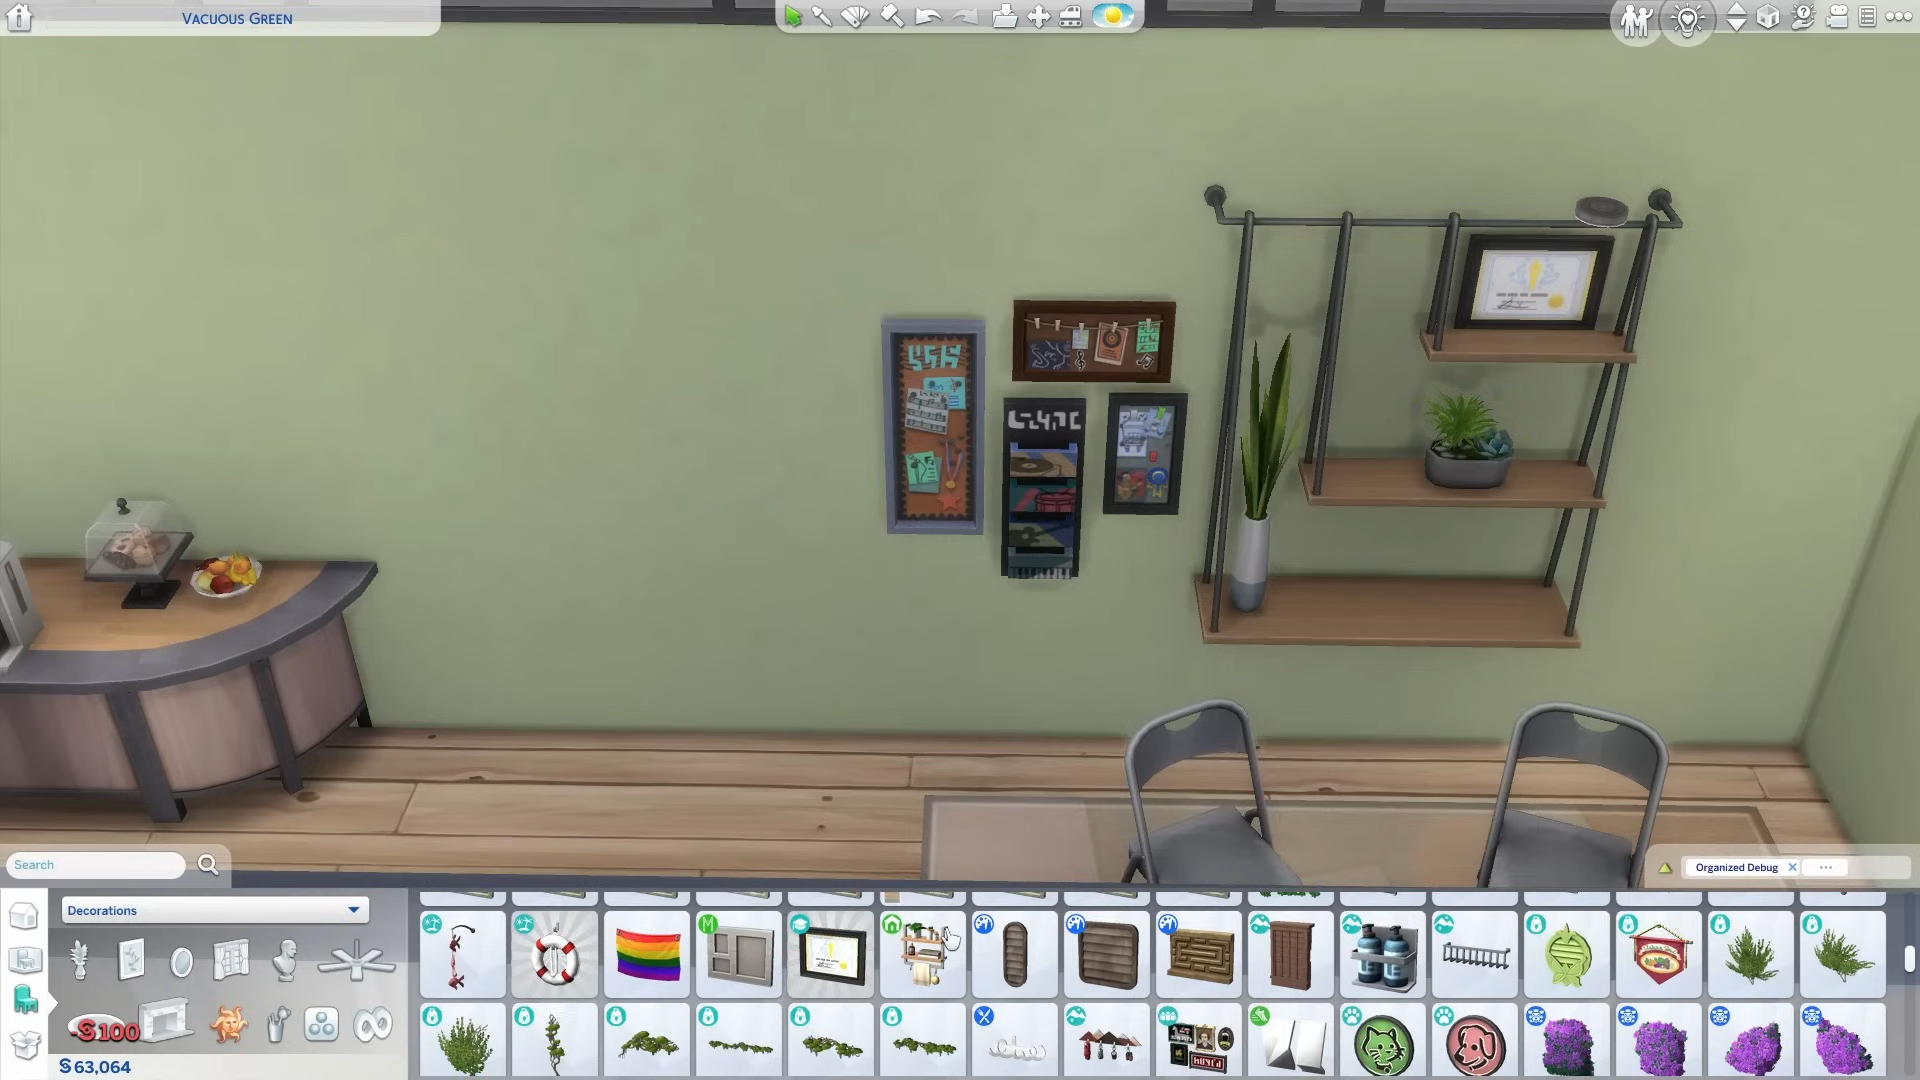 Vacuous Green
Search
Organized Debug
Decorations
-§100
§63,064